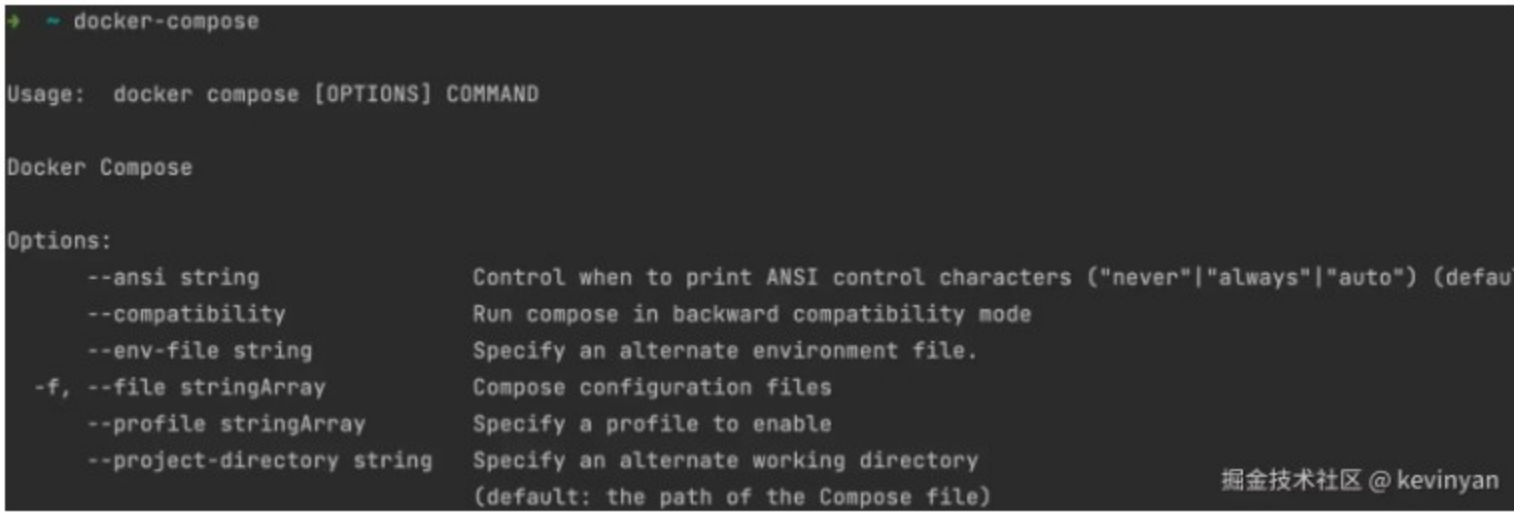 ➜  ~ docker-compose
Usage:  docker compose [OPTIONS] COMMAND
Docker Compose
Options:
      --ansi string                Control when to print ANSI control characters ("never"|"always"|"auto") (defaul
      --compatibility              Run compose in backward compatibility mode
      --env-file string            Specify an alternate environment file.
  -f, --file stringArray           Compose configuration files
      --profile stringArray        Specify a profile to enable
      --project-directory string   Specify an alternate working directory
                                   (default: the path of the Compose file)
掘金技术社区 @ kevinyan